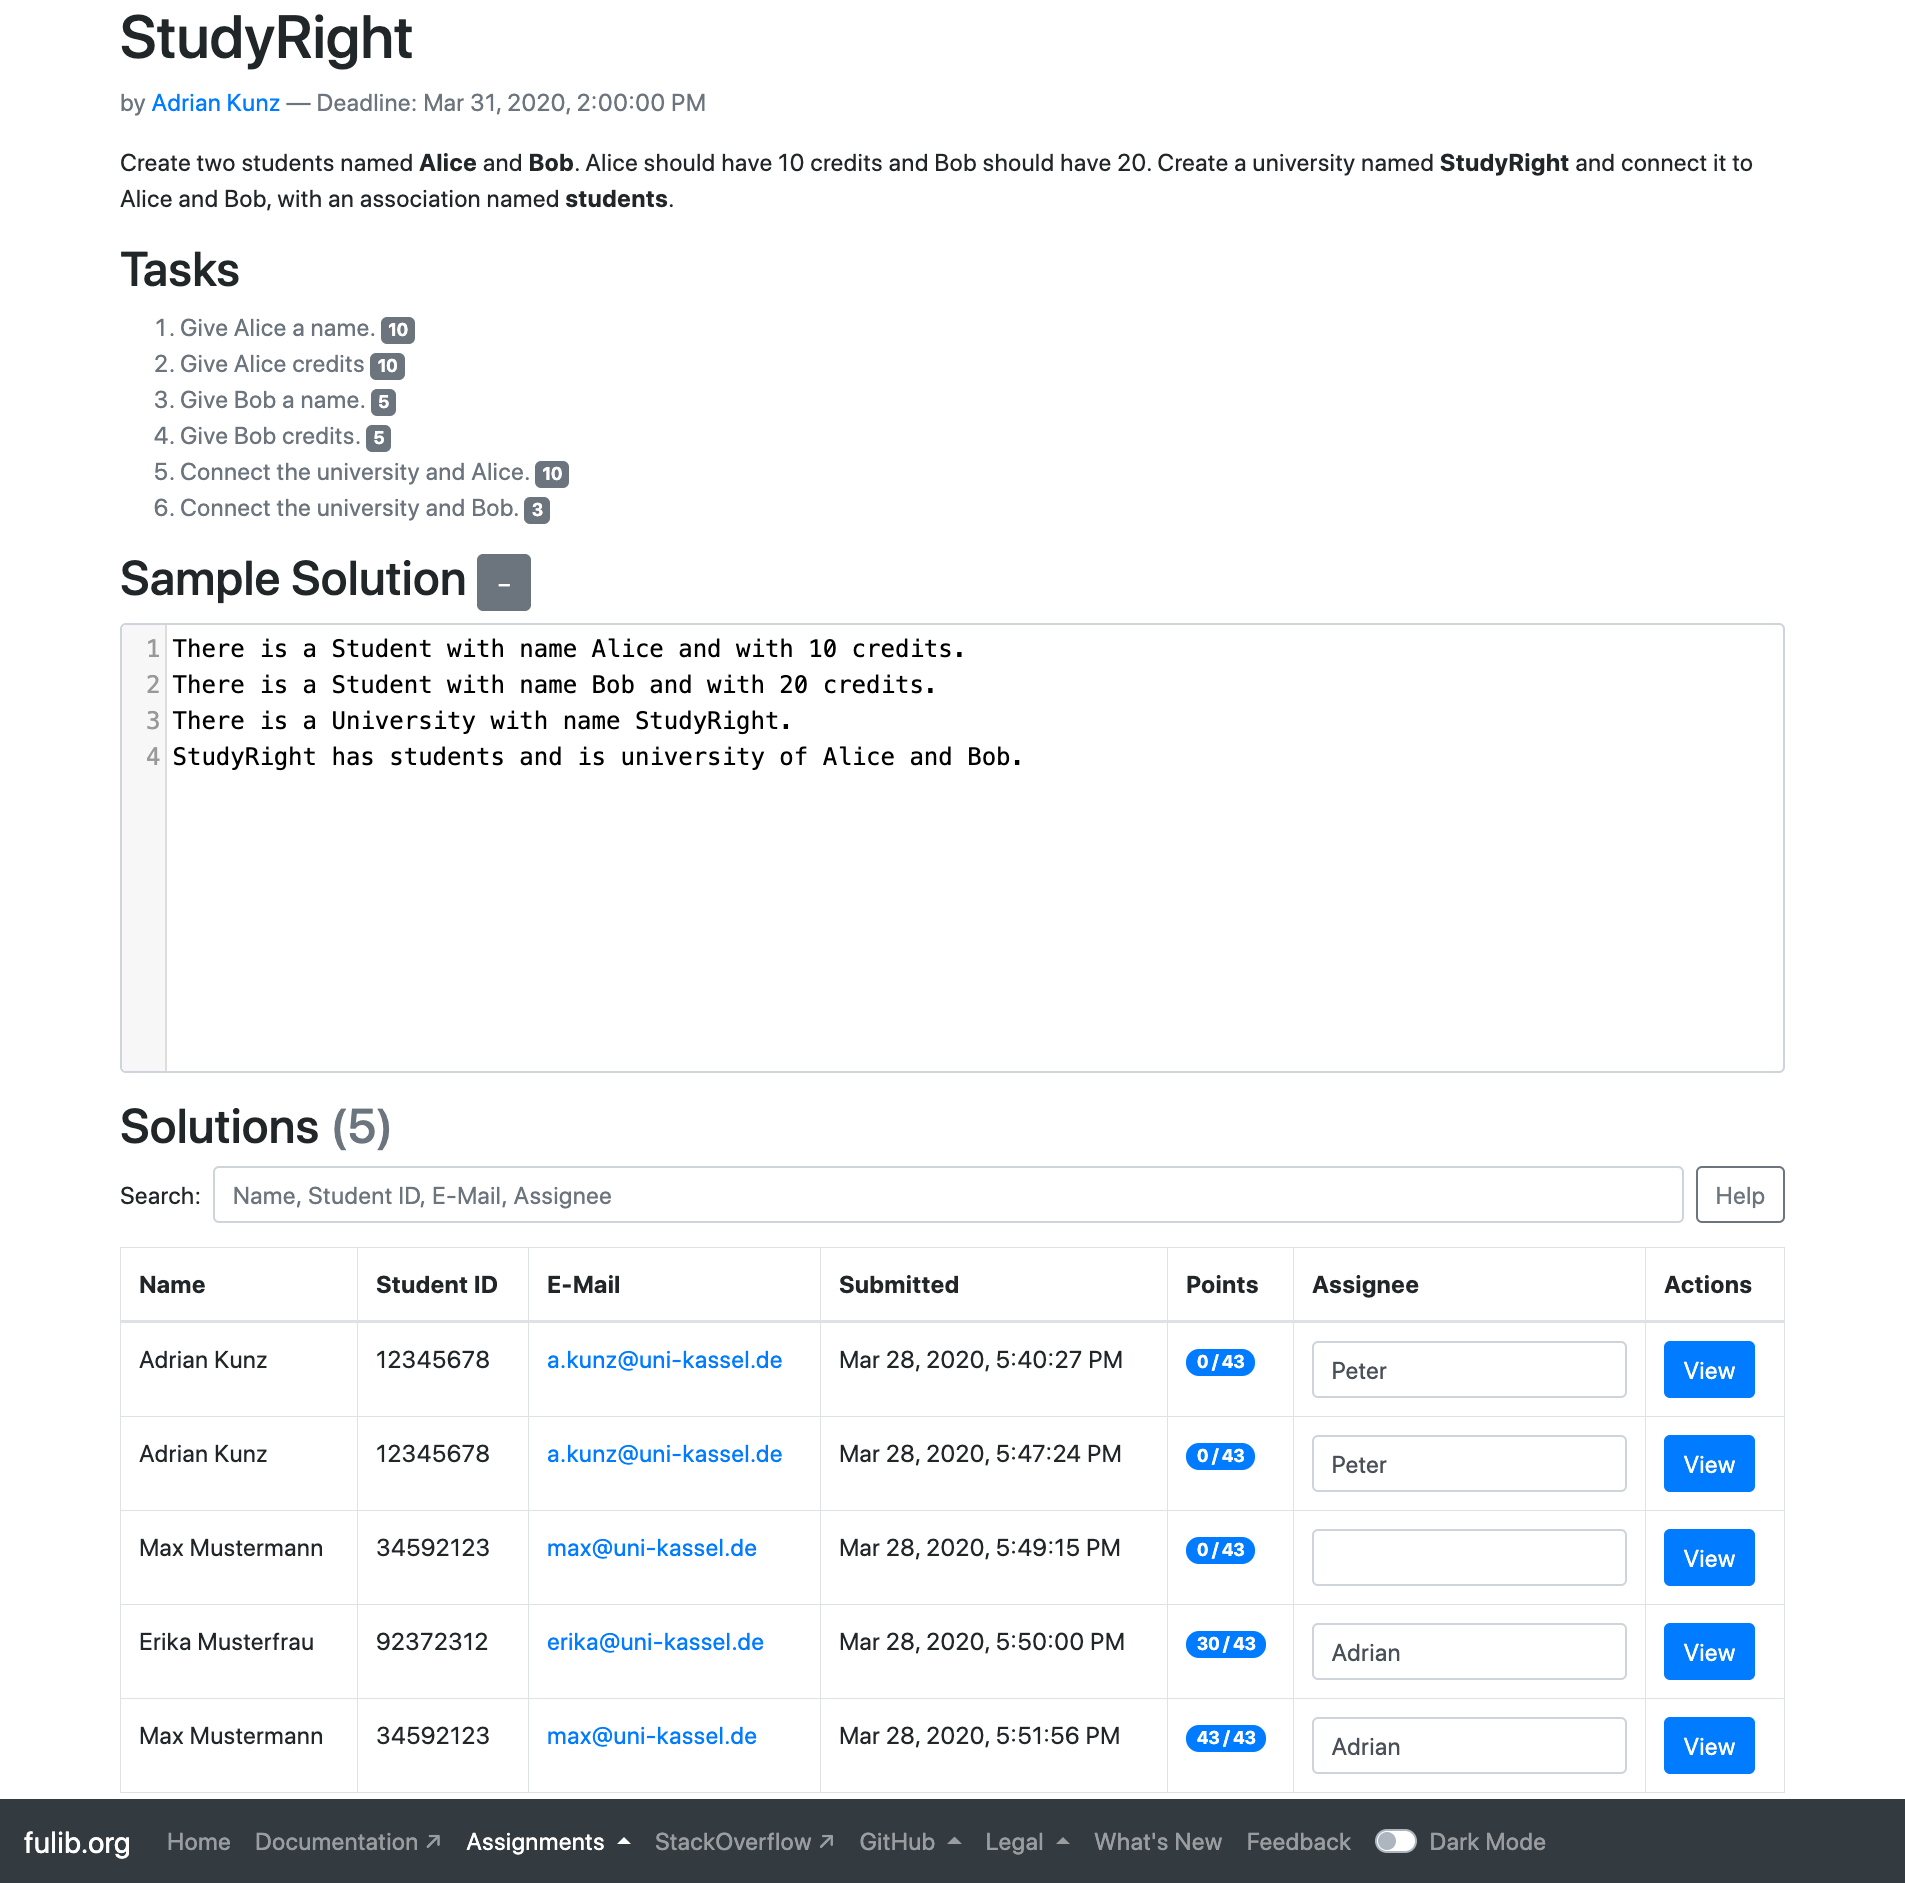 StudyRight
by Adrian Kunz — Deadline: Mar 31, 2020, 2:00:00 PM
Create two students named Alice and Bob. Alice should have 10 credits and Bob should have 20. Create a university named StudyRight and connect it to
Alice and Bob, with an association named students.
Tasks
1. Give Alice a name. 10
2. Give Alice credits 10
3. Give Bob a name. 5
4. Give Bob credits. 5
5. Connect the university and Alice. 10
6. Connect the university and Bob. 3
Sample Solution –
1 There is a Student with name Alice and with 10 credits.
2 There is a Student with name Bob and with 20 credits.
3 There is a University with name StudyRight.
4 StudyRight has students and is university of Alice and Bob.
Solutions (5)
Search: Name, Student ID, E-Mail, Assignee Help
Name Student ID E-Mail Submitted Points Assignee Actions
Adrian Kunz 12345678 a.kunz@uni-kassel.de Mar 28, 2020, 5:40:27 PM 0 / 43 Peter View
Adrian Kunz 12345678 a.kunz@uni-kassel.de Mar 28, 2020, 5:47:24 PM 0 / 43 Peter View
Max Mustermann 34592123 max@uni-kassel.de Mar 28, 2020, 5:49:15 PM 0 / 43 View
Erika Musterfrau 92372312 erika@uni-kassel.de Mar 28, 2020, 5:50:00 PM 30 / 43 Adrian View
Max Mustermann 34592123 max@uni-kassel.de Mar 28, 2020, 5:51:56 PM 43 / 43 Adrian View
fulib.org Home Documentation Assignments StackOverflow GitHub Legal What's New Feedback Dark Mode